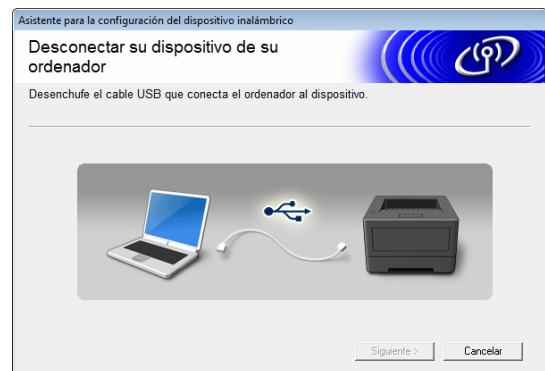 Asistente para la configuración del dispositivo inalámbrico
Desconectar su dispositivo de su
ordenador
Desenchufe el cable USB que conecta el ordenador al dispositivo.
Siguiente >
Cancelar